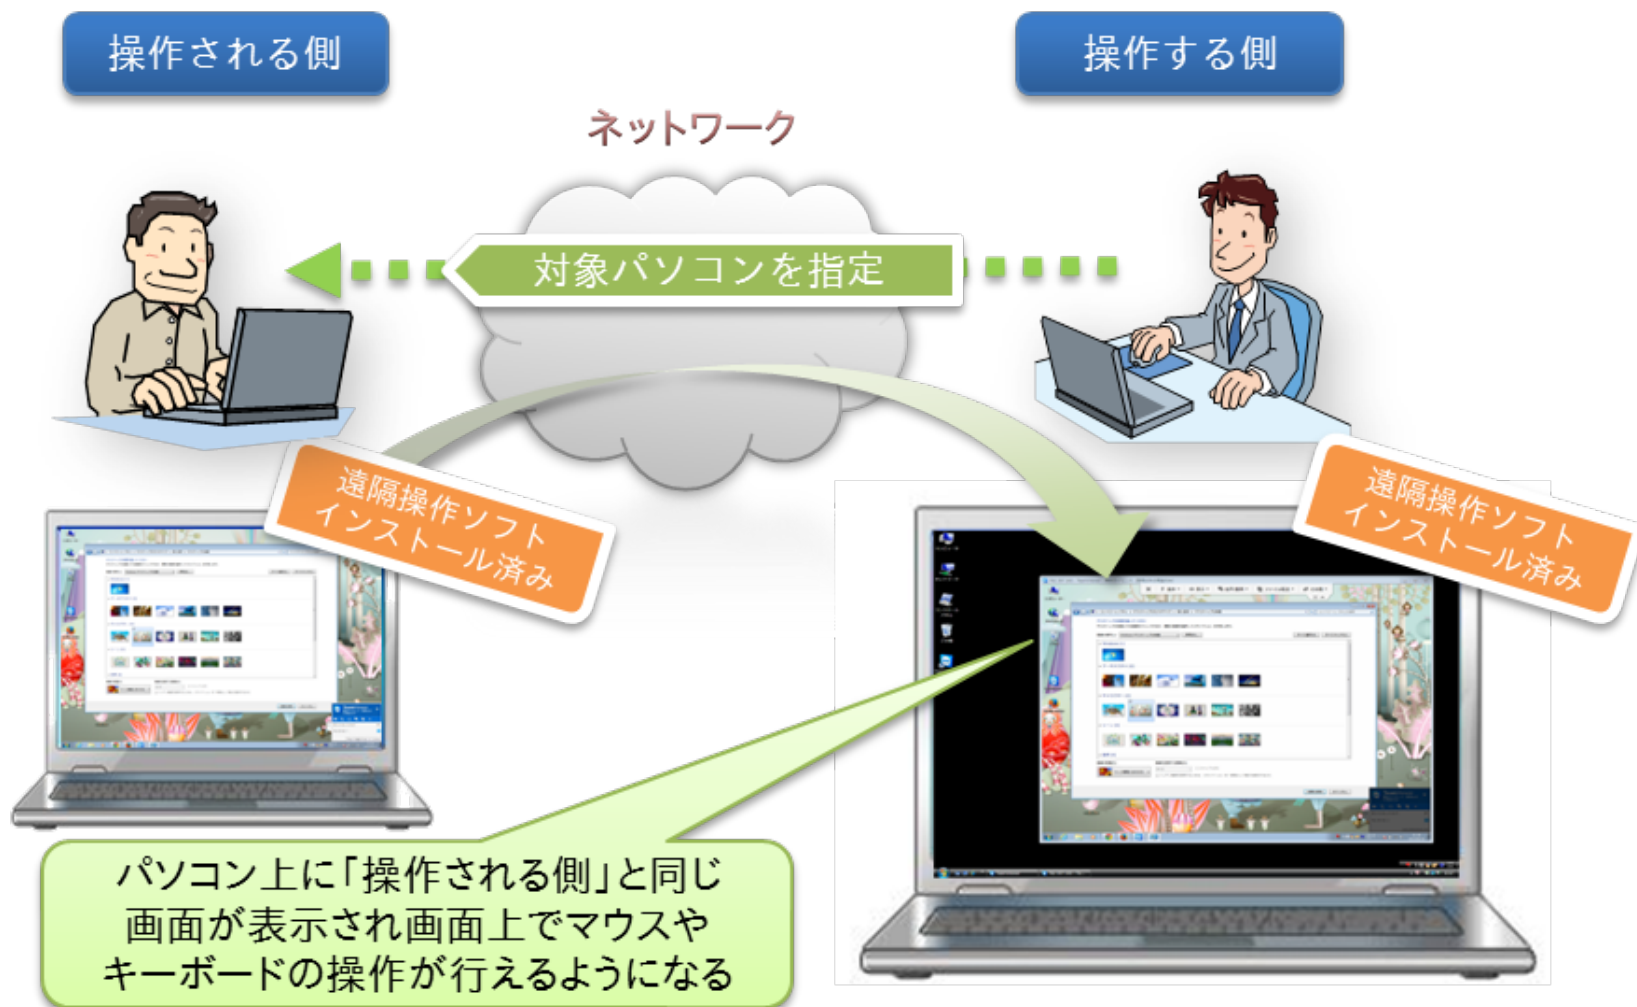 操作される側
操作する側
ネットワーク
対象パソコンを指定
遠隔操作ソフト
インストール済み
遠隔操作ソフト
インストール済み
パソコン上に「操作される側」と同じ
画面が表示され画面上でマウスや
キーボードの操作が行えるようになる